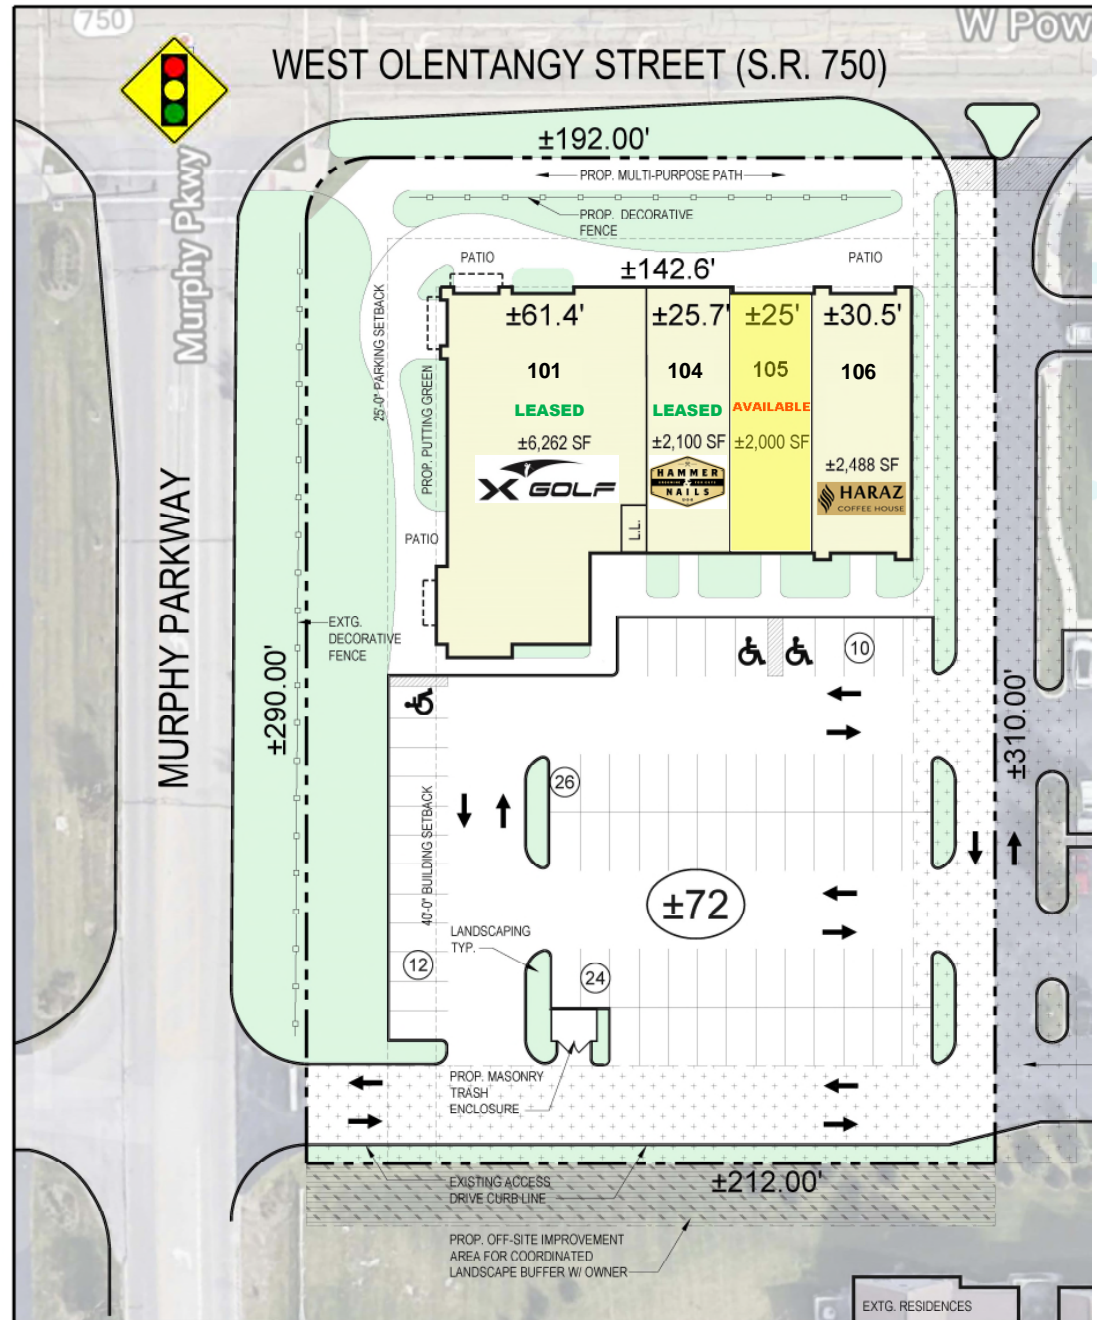 750
W Pow
WEST OLENTANGY STREET (S.R. 750)
±192.00'
PROP. MULTI-PURPOSE PATH
PROP. DECORATIVE
FENCE
Murphy Pkwy
PATIO
PATIO
±142.6'
25'-0" PARKING SETBACK
±61.4'
±25.7'
±25'
±30.5'
101
104
105
106
LEASED
LEASED
AVAILABLE
±6,262 SF
±2,100 SF
±2,000 SF
±2,488 SF
X GOLF
HAMMER
&
NAILS
HARAZ
COFFEE HOUSE
PROP. PUTTING GREEN
L.L.
PATIO
MURPHY PARKWAY
EXTG.
DECORATIVE
FENCE
±290.00'
10
±310.00'
26
40'-0" BUILDING SETBACK
±72
LANDSCAPING
TYP.
12
24
PROP. MASONRY
TRASH
ENCLOSURE
EXISTING ACCESS
DRIVE CURB LINE
±212.00'
PROP. OFF-SITE IMPROVEMENT
AREA FOR COORDINATED
LANDSCAPE BUFFER W/ OWNER
EXTG. RESIDENCES